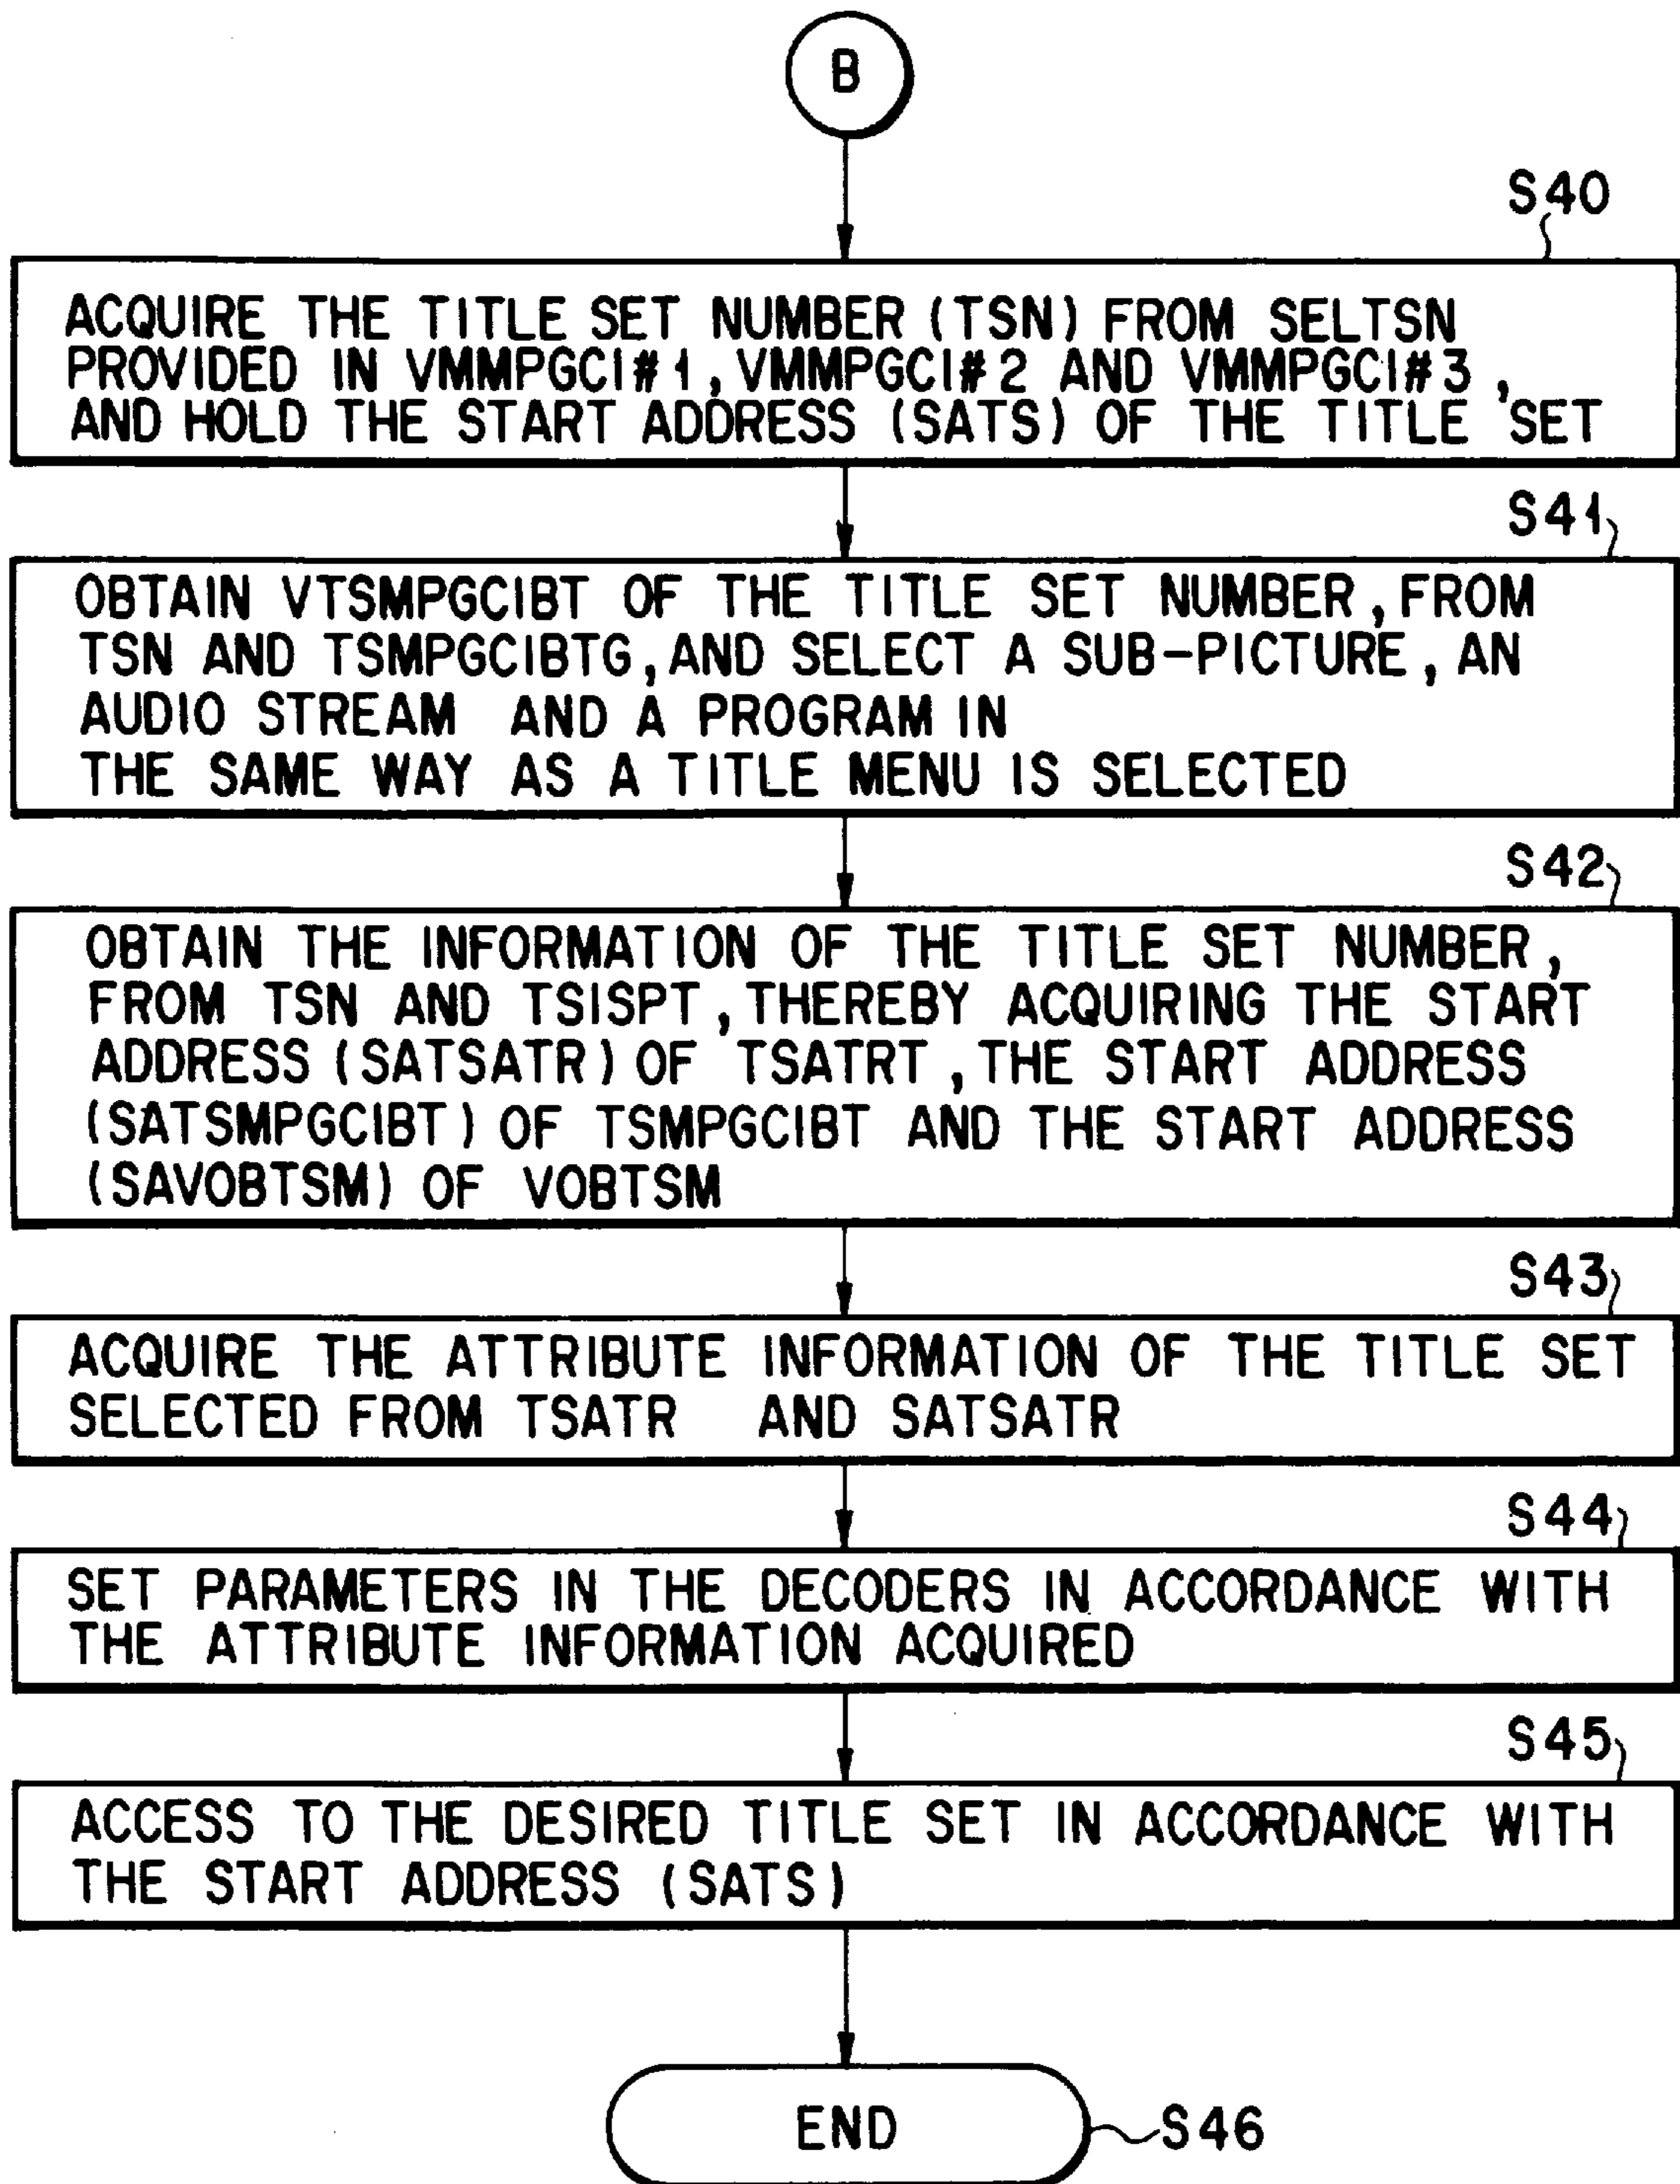 B
S40
ACQUIRE THE TITLE SET NUMBER (TSN) FROM SELTSN
PROVIDED IN VMMPGCI#1, VMMPGCI#2 AND VMMPGCI#3,
AND HOLD THE START ADDRESS (SATS) OF THE TITLE SET
S41
OBTAIN VTSMPGCIBT OF THE TITLE SET NUMBER, FROM
TSN AND TSMPGCIBTG, AND SELECT A SUB-PICTURE, AN
AUDIO STREAM AND A PROGRAM IN
THE SAME WAY AS A TITLE MENU IS SELECTED
S42
OBTAIN THE INFORMATION OF THE TITLE SET NUMBER,
FROM TSN AND TSISPT, THEREBY ACQUIRING THE START
ADDRESS (SATSATR) OF TSATRT, THE START ADDRESS
(SATSMPGCIBT) OF TSMPGCIBT AND THE START ADDRESS
(SAVOBTSM) OF VOBTSM
S43
ACQUIRE THE ATTRIBUTE INFORMATION OF THE TITLE SET
SELECTED FROM TSATR AND SATSATR
S44
SET PARAMETERS IN THE DECODERS IN ACCORDANCE WITH
THE ATTRIBUTE INFORMATION ACQUIRED
S45
ACCESS TO THE DESIRED TITLE SET IN ACCORDANCE WITH
THE START ADDRESS (SATS)
END
S46